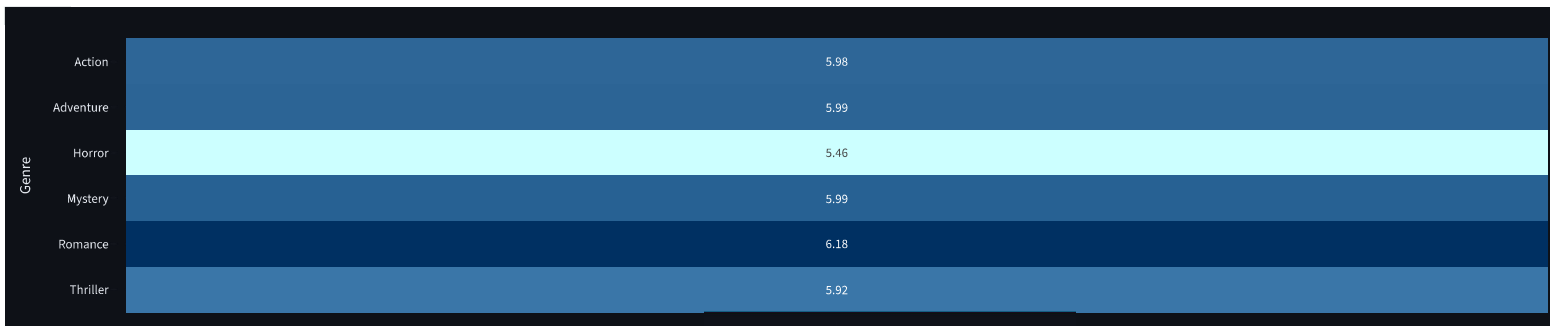 Genre
Action 5.98
Adventure 5.99
Horror 5.46
Mystery 5.99
Romance 6.18
Thriller 5.92